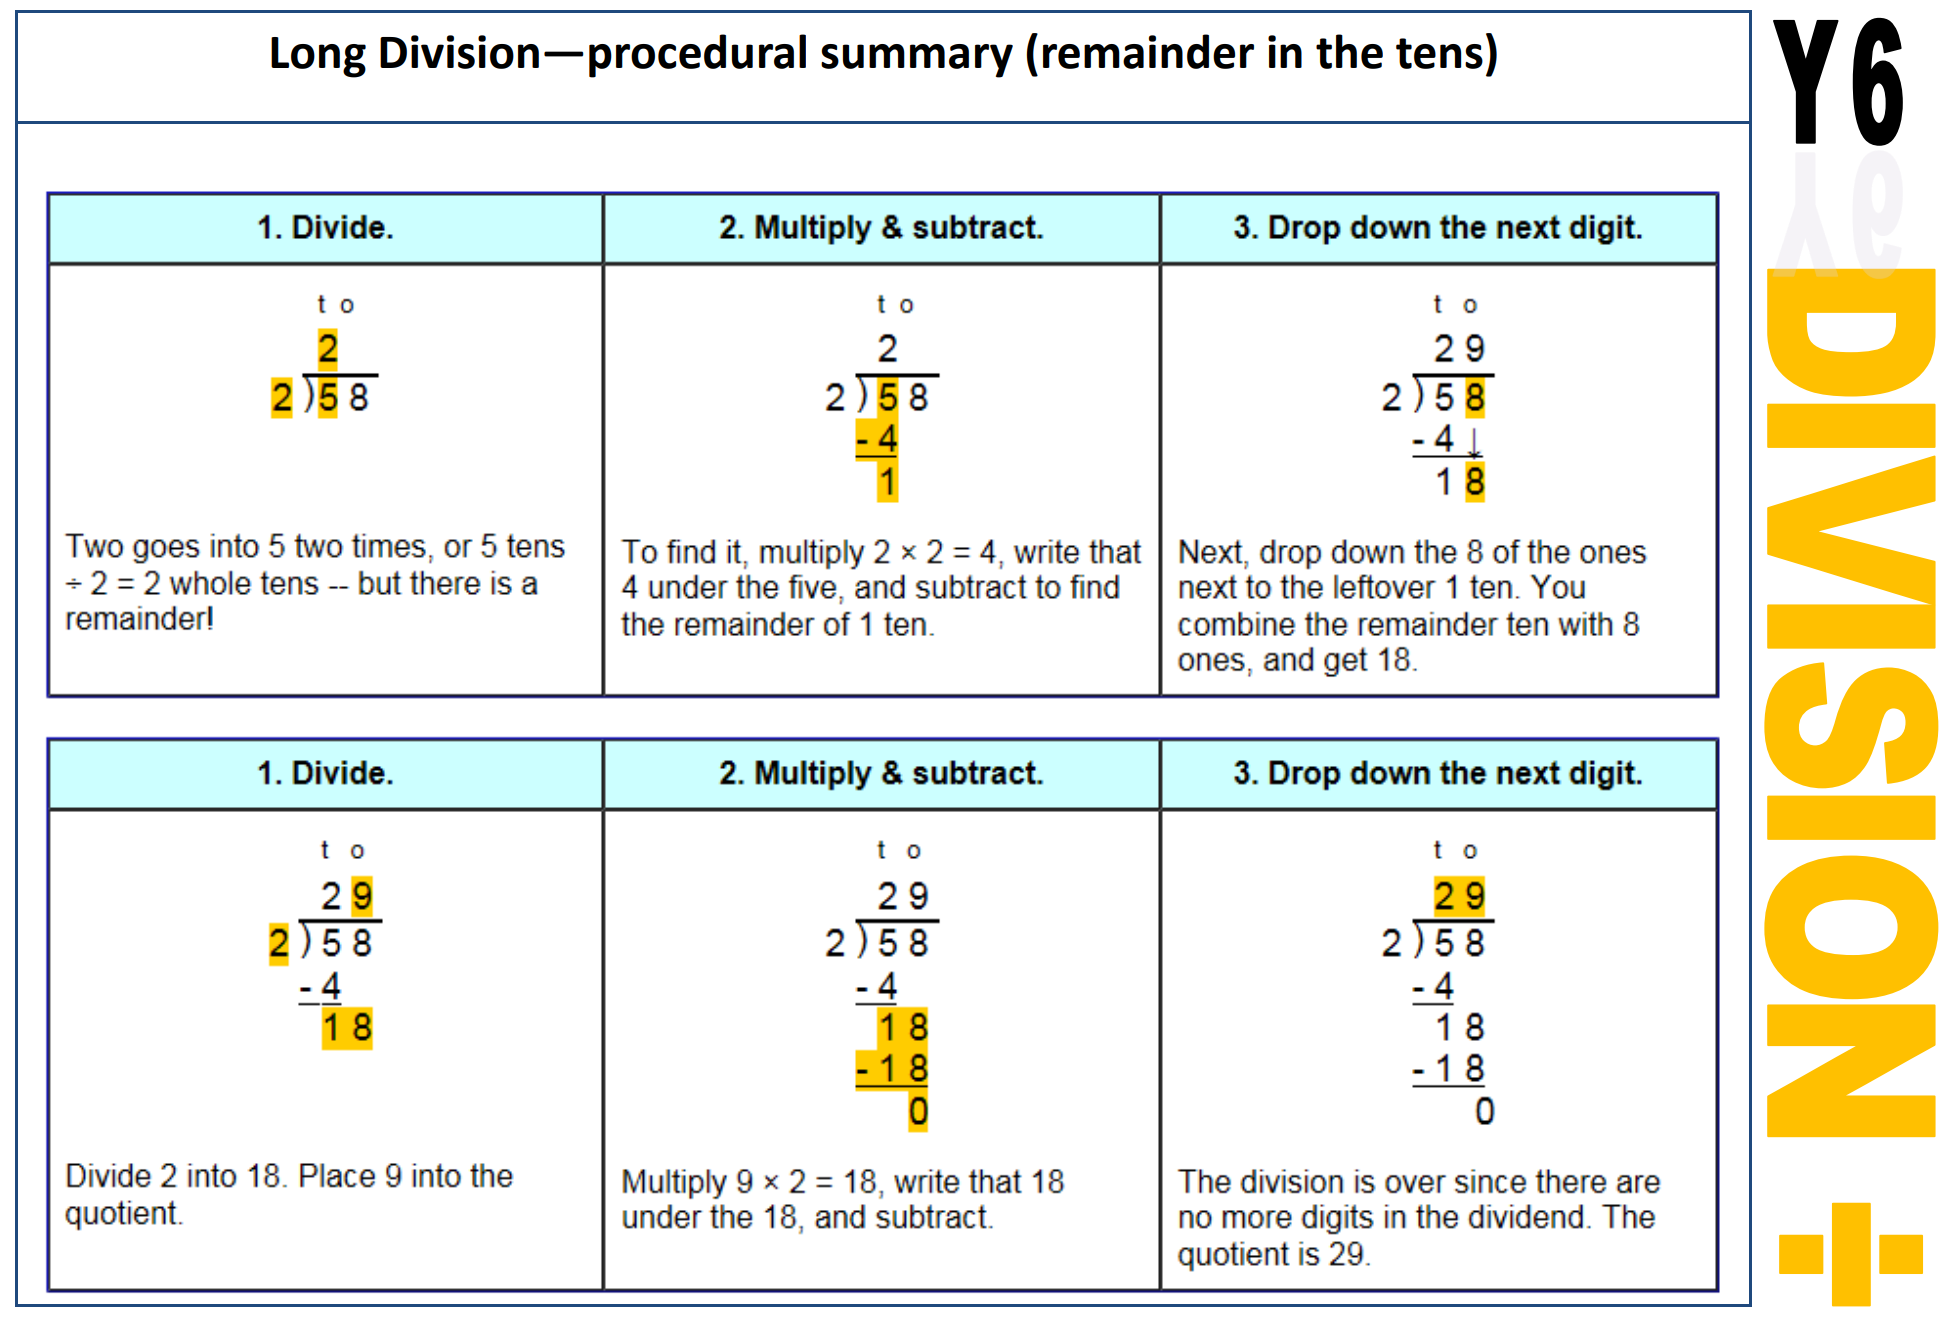 Long Division—procedural summary (remainder in the tens)
1. Divide.
2. Multiply & subtract.
3. Drop down the next digit.
t o
2
2 ) 5 8
Two goes into 5 two times, or 5 tens
÷ 2 = 2 whole tens -- but there is a
remainder!
t o
2
2 ) 5 8
- 4
1
To find it, multiply 2 × 2 = 4, write that
4 under the five, and subtract to find
the remainder of 1 ten.
t o
2 9
2 ) 5 8
- 4 ↓
1 8
Next, drop down the 8 of the ones
next to the leftover 1 ten. You
combine the remainder ten with 8
ones, and get 18.
1. Divide.
2. Multiply & subtract.
3. Drop down the next digit.
t o
2 9
2 ) 5 8
- 4
1 8
Divide 2 into 18. Place 9 into the
quotient.
t o
2 9
2 ) 5 8
- 4
1 8
- 1 8
0
Multiply 9 × 2 = 18, write that 18
under the 18, and subtract.
t o
2 9
2 ) 5 8
- 4
1 8
- 1 8
0
The division is over since there are
no more digits in the dividend. The
quotient is 29.
Y6
DIVISION ÷